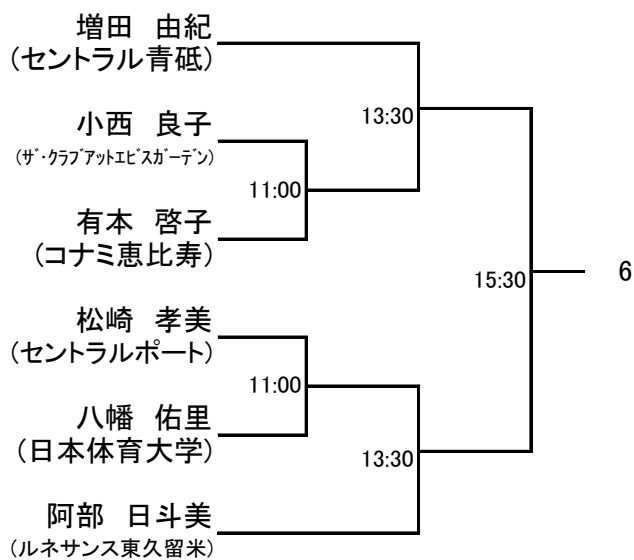 増田　由紀
(セントラル青砥)
13:30
小西　良子
(ｻﾞ･ｸﾗﾌﾞｱｯﾄｴﾋﾞｽｶﾞｰﾃﾞﾝ)
11:00
有本　啓子
(コナミ恵比寿)
15:30
6
松崎　孝美
(セントラルポート)
11:00
八幡　佑里
(日本体育大学)
13:30
阿部　日斗美
(ルネサンス東久留米)